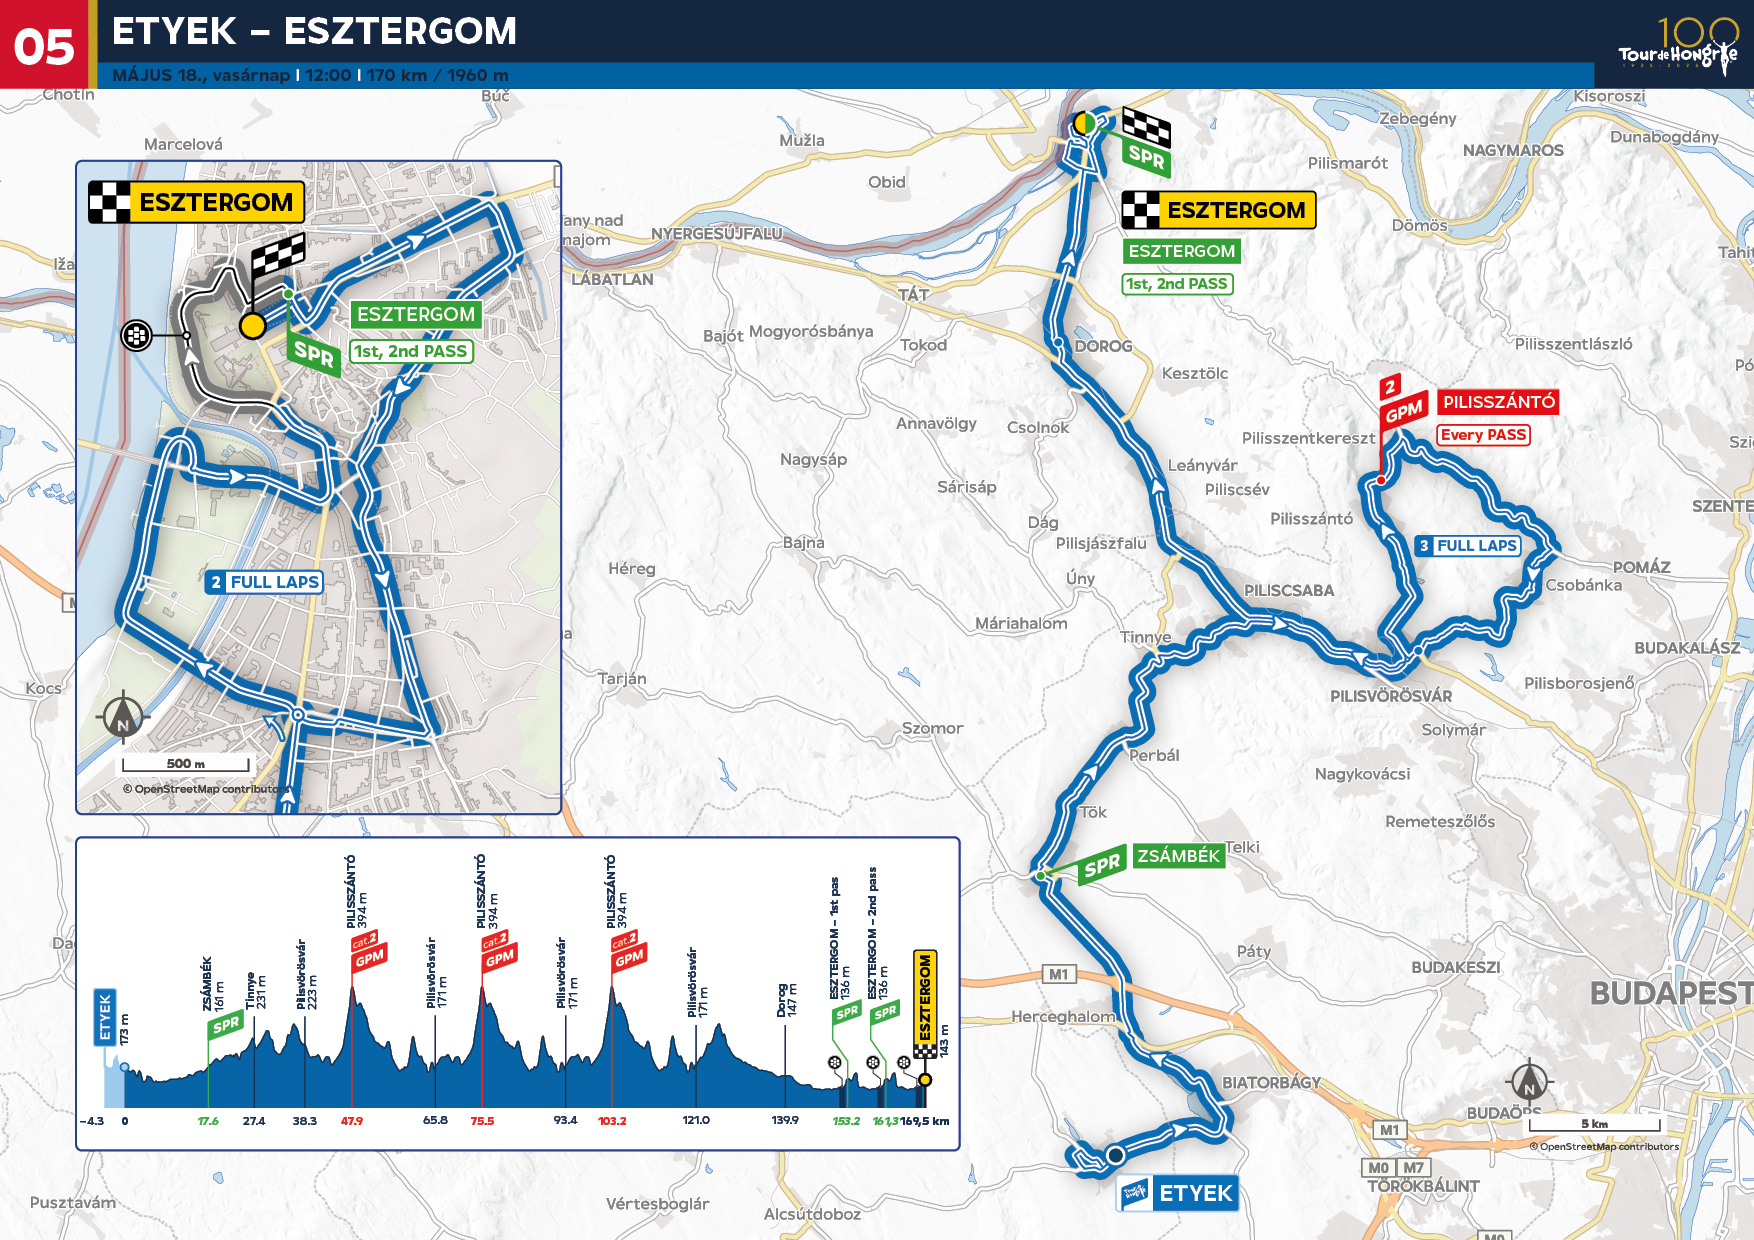 05
ETYEK – ESZTERGOM
MÁJUS 18., vasárnap | 12:00 | 170 km / 1960 m
100
Tour de Hongrie
Chotín
Búč
Marcelová
Iža
Kocs
Pusztavám
ESZTERGOM
ESZTERGOM
SPR
1st, 2nd PASS
2 FULL LAPS
N
500 m
© OpenStreetMap contributors
Mužla
Obid
NYERGESÚJFALU
LÁBATLAN
TÁT
Bajót
Mogyorósbánya
Tokod
DOROG
Kesztölc
Annavölgy
Csolnok
Nagysáp
Sárisáp
Leányvár
Piliscsév
Dág
Bajna
Pilisjászfalu
Héreg
Úny
Máriahalom
Tinnye
PILISCSABA
Tarján
Szomor
Perbál
Tök
SPR
ESZTERGOM
ESZTERGOM
1st, 2nd PASS
Kisoroszi
Zebegény
Dunabogdány
NAGYMAROS
Pilismarót
Dömös
Pilisszentlászló
2
GPM
PILISSZÁNTÓ
Every PASS
Pilisszentkereszt
Pilisszántó
3 FULL LAPS
POMÁZ
Csobánka
BUDAKALÁSZ
Pilisborosjenő
PILISVÖRÖSVÁR
Solymár
Nagykovácsi
Remeteszőlős
SPR
ZSÁMBÉK
Telki
Páty
BUDAKESZI
BUDAPEST
M1
Herceghalom
BIATORBÁGY
BUDAÖRS
N
5 km
© OpenStreetMap contributors
M1
M0
M7
TÖRÖKBÁLINT
Tour de Hongrie
ETYEK
Vértesboglár
Alcsútdoboz
ETYEK
173 m
ZSÁMBÉK
161 m
SPR
Tinnye
231 m
Pilisvörösvár
223 m
PILISSZÁNTÓ
394 m
cat.2
GPM
Pilisvörösvár
171 m
PILISSZÁNTÓ
394 m
cat.2
GPM
Pilisvörösvár
171 m
PILISSZÁNTÓ
394 m
cat.2
GPM
Pilisvörösvár
171 m
Dorog
147 m
ESZTERGOM – 1st pas
136 m
SPR
ESZTERGOM – 2nd pass
136 m
SPR
ESZTERGOM
143 m
–4.3
0
17.6
27.4
38.3
47.9
65.8
75.5
93.4
103.2
121.0
139.9
153.2
161,3
169,5 km